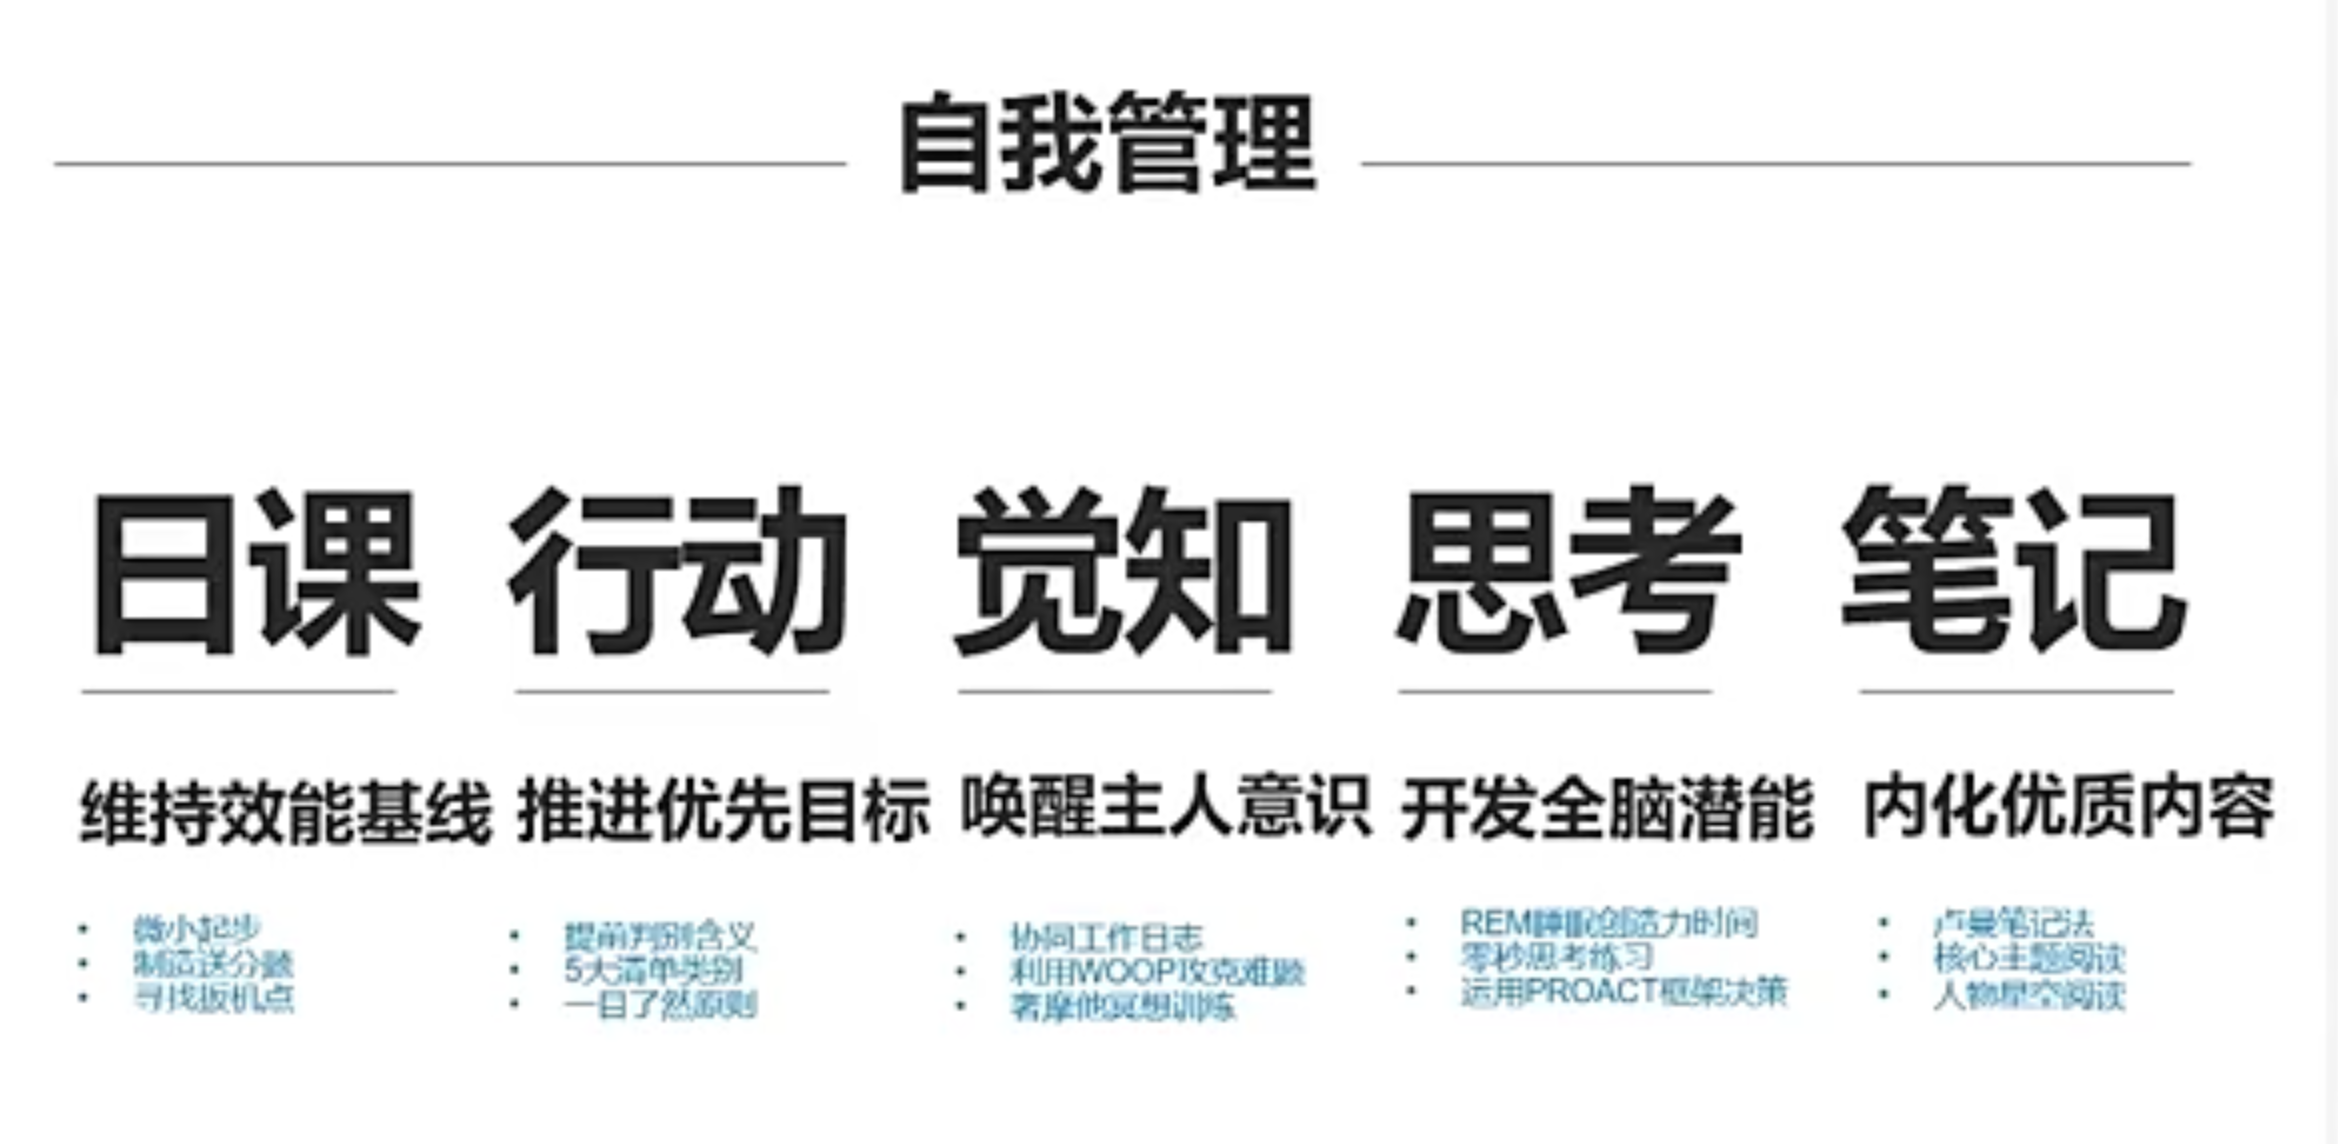 自我管理
日课
维持效能基线
微小起步
制造送分题
寻找扳机点
行动
推进优先目标
提前判别含义
5大清单类别
一目了然原则
觉知
唤醒主人意识
协同工作日志
利用WOOP攻克难题
奢摩他冥想训练
思考
开发全脑潜能
REM睡眠创造力时间
零秒思考练习
运用PROACT框架决策
笔记
内化优质内容
卢曼笔记法
核心主题阅读
人物星空阅读